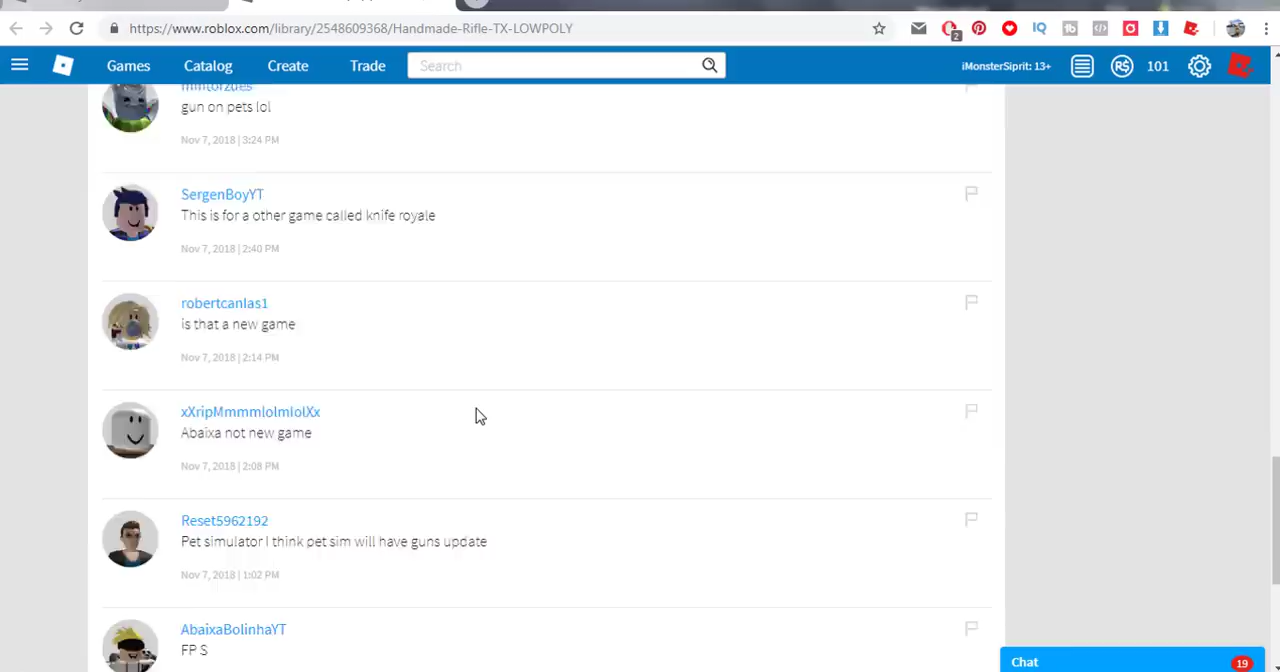 https://www.roblox.com/library/2548609368/Handmade-Rifle-TX-LOWPOLY
2
Games
Catalog
Create
Trade
Search
iMonsterSiprit: 13+
R$
101
gun on pets lol
Nov 7, 2018 | 3:24 PM
SergenBoyYT
This is for a other game called knife royale
Nov 7, 2018 | 2:40 PM
robertcanlas1
is that a new game
Nov 7, 2018 | 2:14 PM
Abaixa not new game
Nov 7, 2018 | 2:08 PM
Reset5962192
Pet simulator I think pet sim will have guns update
Nov 7, 2018 | 1:02 PM
AbaixaBolinhaYT
FP S
Chat
19